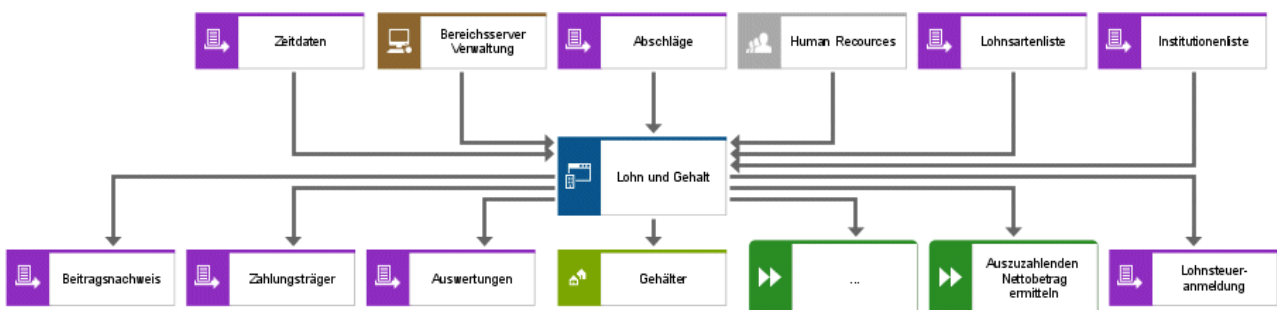 Zeitdaten
Bereichsserver
Verwaltung
Abschläge
Human Recources
Lohnsartenliste
Institutionenliste
Lohn und Gehalt
Beitragsnachweis
Zahlungsträger
Auswertungen
Gehälter
...
Auszuzahlenden
Nettobetrag
ermitteln
Lohnsteuer-
anmeldung